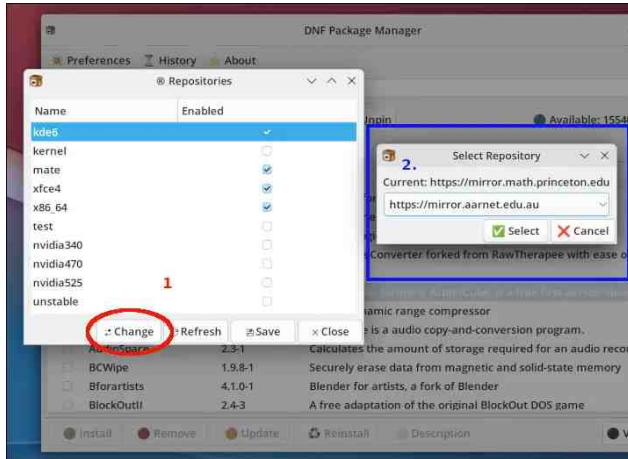 DNF Package Manager
Preferences History About
® Repositories
Name Enabled
kde6
kernel
mate
xfce4
x86_64
test
nvidia340
nvidia470
nvidia525
unstable
1
Change Refresh Save Close
Unpin Available: 1554
2.
Select Repository
Current: https://mirror.math.princeton.edu
https://mirror.aarnet.edu.au
Select Cancel
Converter forked from RawTherapee with ease o
namic range compressor
e is a audio copy-and-conversion program.
AudioSpace 2.3-1 Calculates the amount of storage required for an audio reco
BCWipe 1.9.8-1 Securely erase data from magnetic and solid-state memory
Bforartists 4.1.0-1 Blender for artists, a fork of Blender
BlockOutII 2.4-3 A free adaptation of the original BlockOut DOS game
Install Remove Update Reinstall Description V